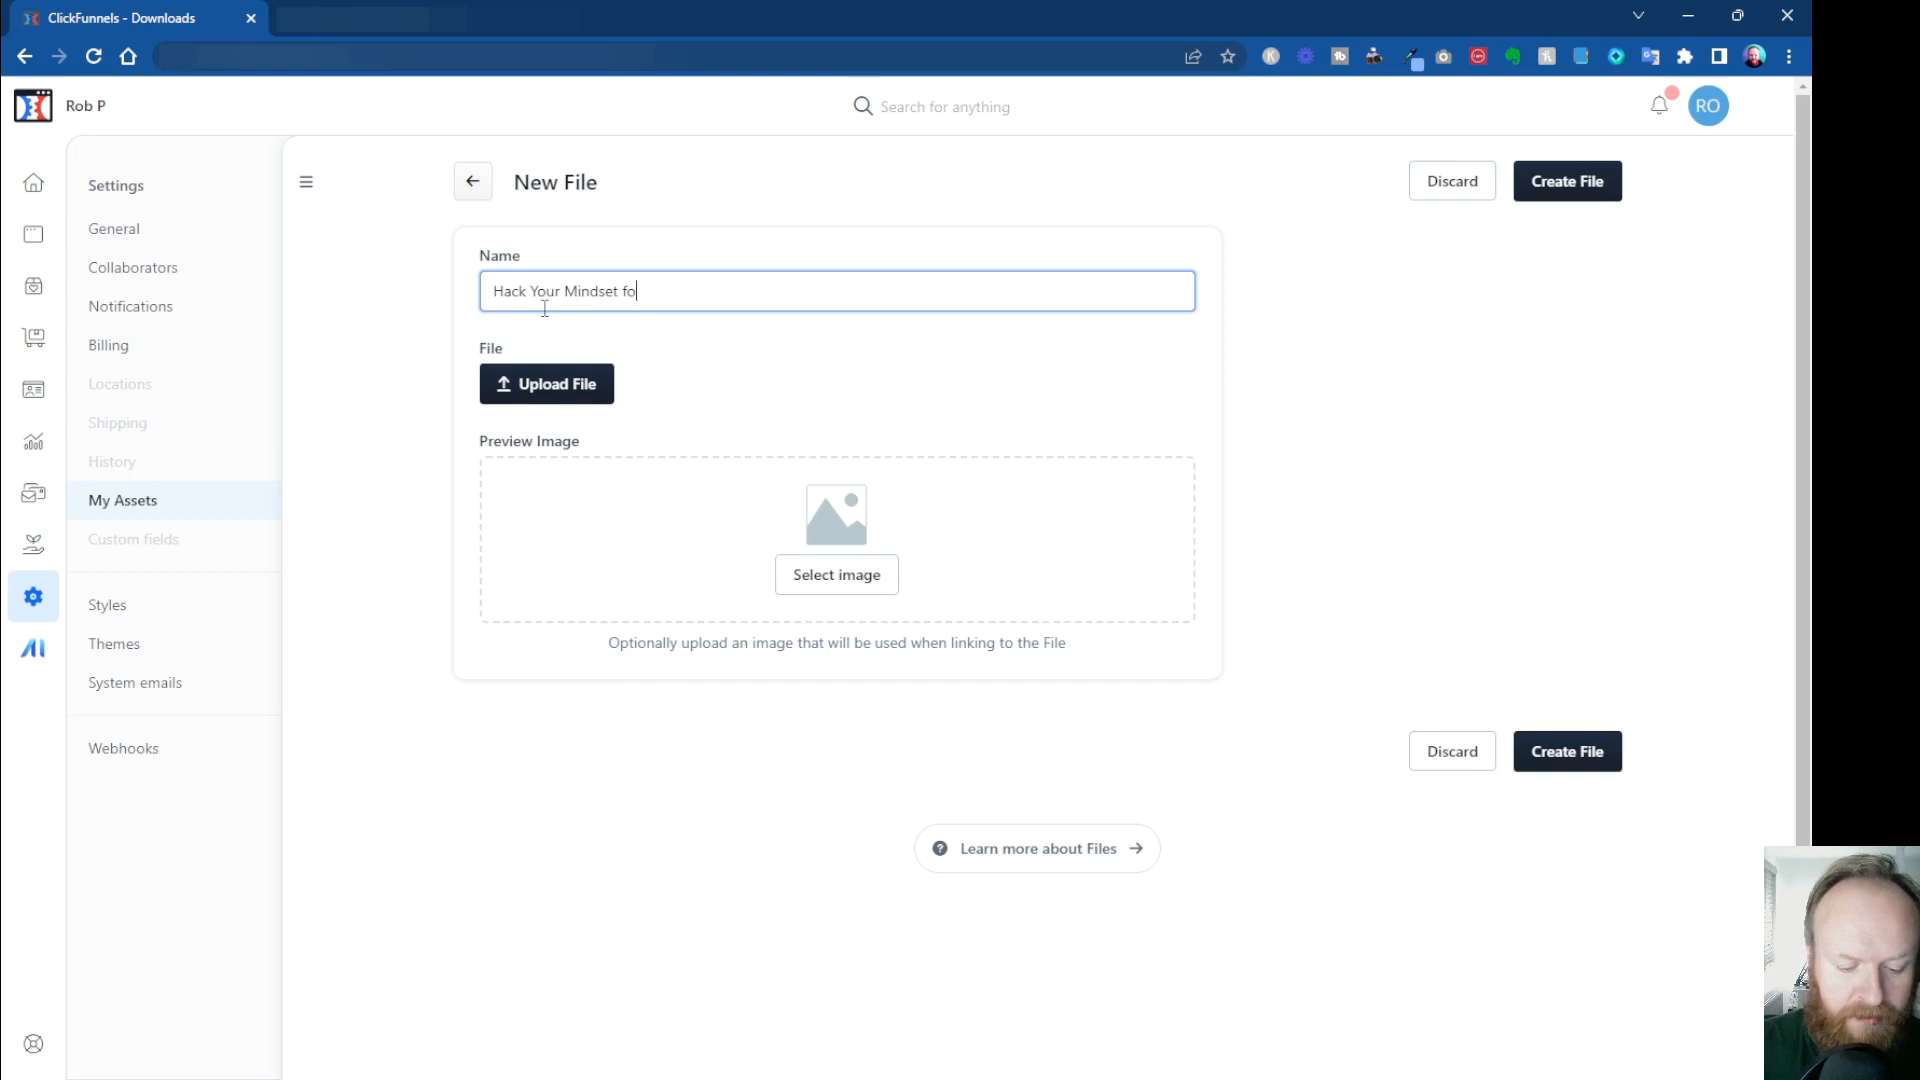 ClickFunnels - Downloads
Rob P
Search for anything
RO
Settings
General
Collaborators
Notifications
Billing
Locations
Shipping
History
My Assets
Custom fields
Styles
Themes
System emails
Webhooks
AI
New File
Discard
Create File
Name
Hack Your Mindset fo
File
Upload File
Preview Image
Select image
Optionally upload an image that will be used when linking to the File
Discard
Create File
Learn more about Files